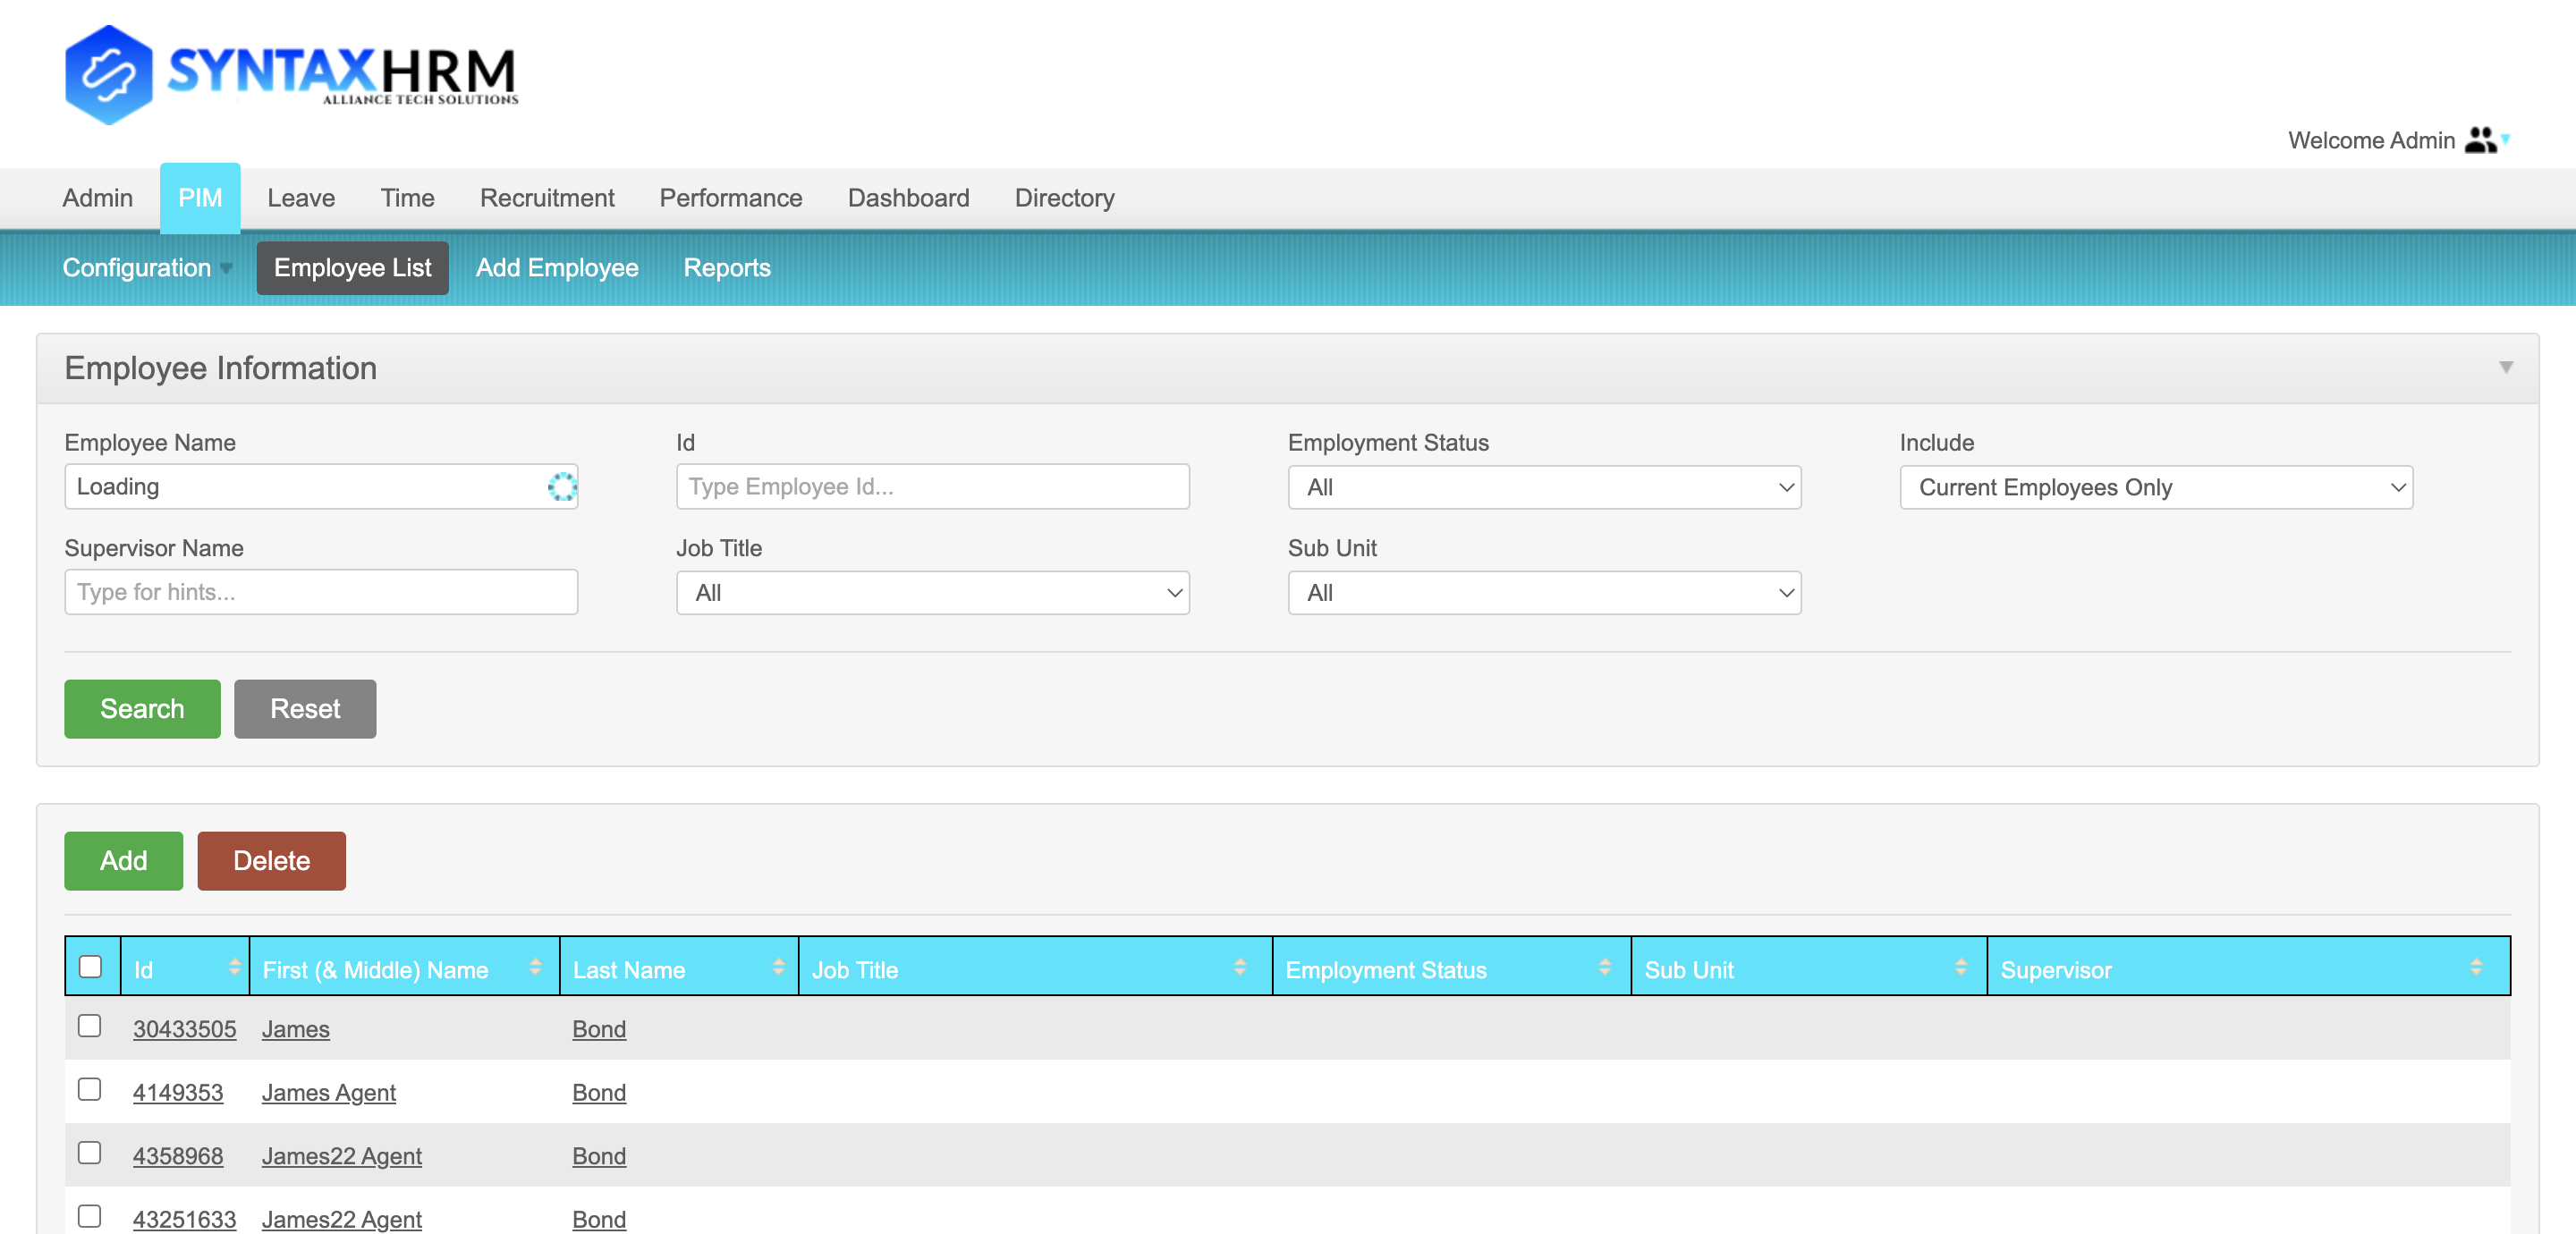 SYNTAXHRM
ALLIANCE TECH SOLUTIONS
Welcome Admin
Admin PIM Leave Time Recruitment Performance Dashboard Directory
Configuration Employee List Add Employee Reports
Employee Information
Employee Name Id Employment Status Include
Loading Type Employee Id... All Current Employees Only
Supervisor Name Job Title Sub Unit
Type for hints... All All
Search Reset
Add Delete
Id First (& Middle) Name Last Name Job Title Employment Status Sub Unit Supervisor
30433505 James Bond
4149353 James Agent Bond
4358968 James22 Agent Bond
43251633 James22 Agent Bond